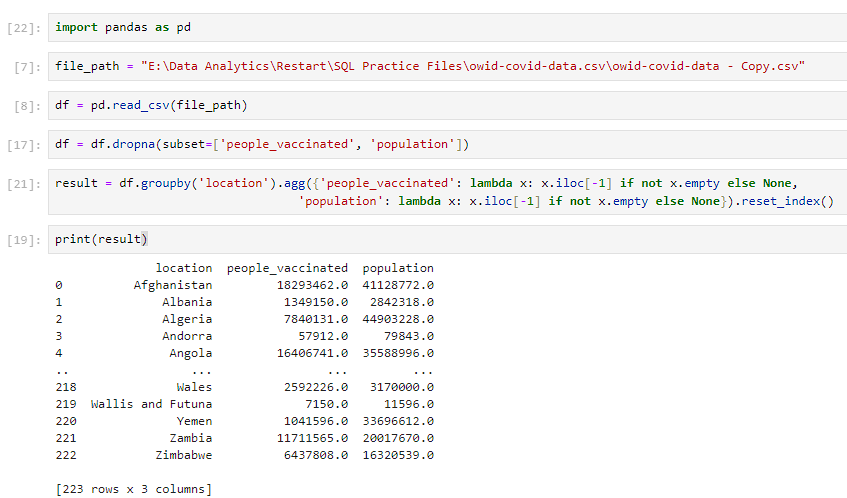 [22]: import pandas as pd
[7]: file_path = "E:\Data Analytics\Restart\SQL Practice Files\owid-covid-data.csv\owid-covid-data - Copy.csv"
[8]: df = pd.read_csv(file_path)
[17]: df = df.dropna(subset=['people_vaccinated', 'population'])
[21]: result = df.groupby('location').agg({'people_vaccinated': lambda x: x.iloc[-1] if not x.empty else None,
'population': lambda x: x.iloc[-1] if not x.empty else None}).reset_index()
[19]: print(result)
location people_vaccinated population
0 Afghanistan 18293462.0 41128772.0
1 Albania 1349150.0 2842318.0
2 Algeria 7840131.0 44903228.0
3 Andorra 57912.0 79843.0
4 Angola 16406741.0 35588996.0
.. ... ... ...
218 Wales 2592226.0 3170000.0
219 Wallis and Futuna 7150.0 11596.0
220 Yemen 1041596.0 33696612.0
221 Zambia 11711565.0 20017670.0
222 Zimbabwe 6437808.0 16320539.0
[223 rows x 3 columns]